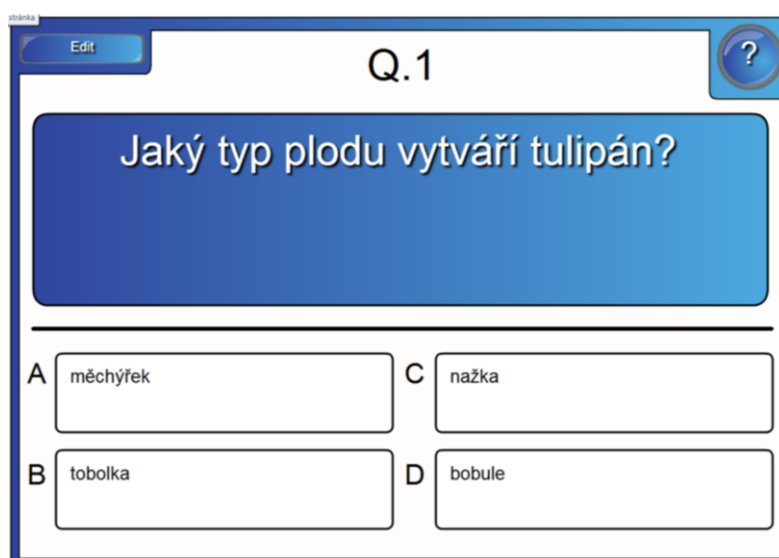 stránka
Edit
Q.1
?
Jaký typ plodu vytváří tulipán?
A měchýřek
C nažka
B tobolka
D bobule